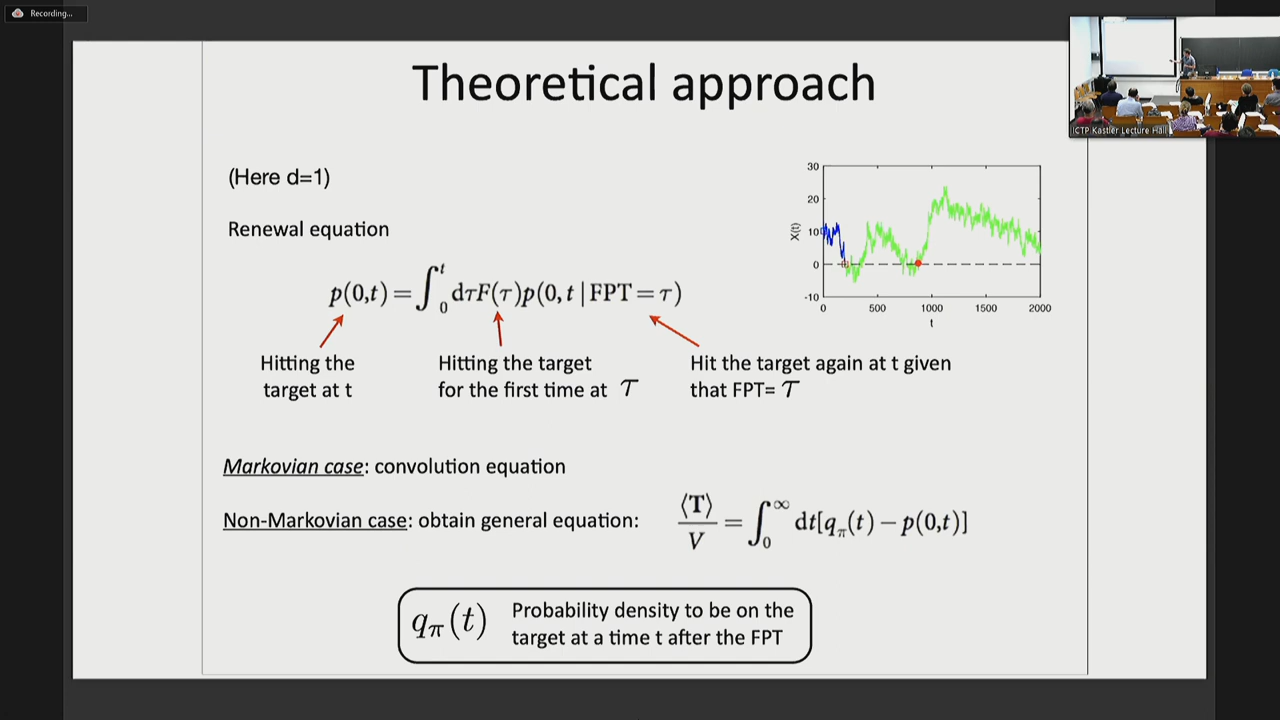 Recording...
Theoretical approach
ICTP Kastler Lecture Hall
(Here d=1)
Renewal equation
p(0,t) = ∫₀ᵗ dτF(τ)p(0, t | FPT = τ)
30
20
10
0
-10
X(t)
0 500 1000 1500 2000
t
Hitting the
target at t
Hitting the target
for the first time at τ
Hit the target again at t given
that FPT= τ
Markovian case: convolution equation
Non-Markovian case: obtain general equation: ⟨T⟩/V = ∫₀^∞ dt[q_π(t) − p(0,t)]
q_π(t) Probability density to be on the
target at a time t after the FPT